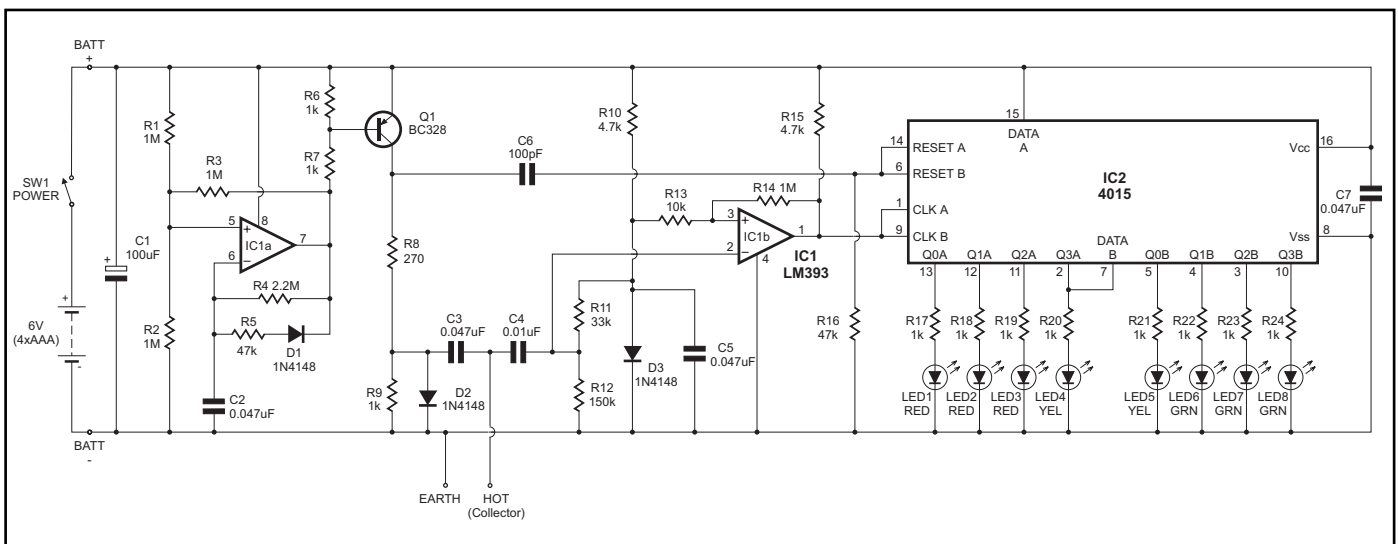 BATT
+
SW1
POWER
+
6V
(4xAAA)
-
BATT
-
+
C1
100uF
R1
1M
R2
1M
R3
1M
5
+
8
IC1a
7
6
–
R4 2.2M
R5
47k
D1
1N4148
C2
0.047uF
R6
1k
R7
1k
Q1
BC328
R8
270
R9
1k
D2
1N4148
C3
0.047uF
C4
0.01uF
EARTH
HOT
(Collector)
C6
100pF
R10
4.7k
R13
10k
R14 1M
R15
4.7k
3
+
IC1b
1
2
–
4
IC1
LM393
R11
33k
R12
150k
D3
1N4148
C5
0.047uF
R16
47k
15
DATA
A
14
RESET A
6
RESET B
1
CLK A
9
CLK B
IC2
4015
Vcc
16
Vss
8
C7
0.047uF
DATA
Q0A Q1A Q2A Q3A B Q0B Q1B Q2B Q3B
13 12 11 2 7 5 4 3 10
R17
1k
R18
1k
R19
1k
R20
1k
R21
1k
R22
1k
R23
1k
R24
1k
LED1
RED
LED2
RED
LED3
RED
LED4
YEL
LED5
YEL
LED6
GRN
LED7
GRN
LED8
GRN